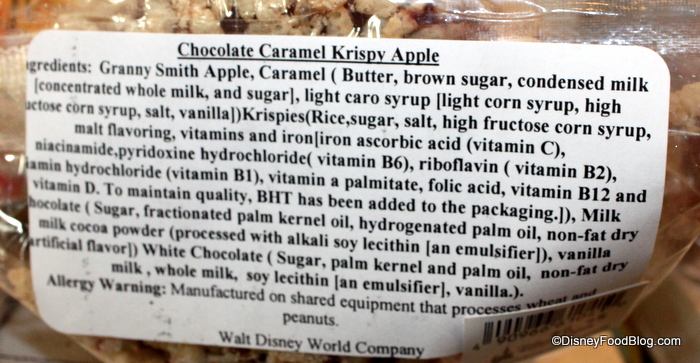 Chocolate Caramel Krispy Apple
ngredients: Granny Smith Apple, Caramel ( Butter, brown sugar, condensed milk
[concentrated whole milk, and sugar], light caro syrup [light corn syrup, high
uctose corn syrup, salt, vanilla])Krispies(Rice,sugar, salt, high fructose corn syrup,
malt flavoring, vitamins and iron[iron ascorbic acid (vitamin C),
niacinamide,pyridoxine hydrochloride( vitamin B6), riboflavin ( vitamin B2),
iamin hydrochloride (vitamin B1), vitamin a palmitate, folic acid, vitamin B12 and
vitamin D. To maintain quality, BHT has been added to the packaging.]), Milk
hocolate ( Sugar, fractionated palm kernel oil, hydrogenated palm oil, non-fat dry
milk cocoa powder (processed with alkali soy lecithin [an emulsifier]), vanilla
artificial flavor]) White Chocolate ( Sugar, palm kernel and palm oil, non-fat dry
milk , whole milk, soy lecithin [an emulsifier], vanilla.).
Allergy Warning: Manufactured on shared equipment that processes wheat and
peanuts.
Walt Disney World Company
©DisneyFoodBlog.com